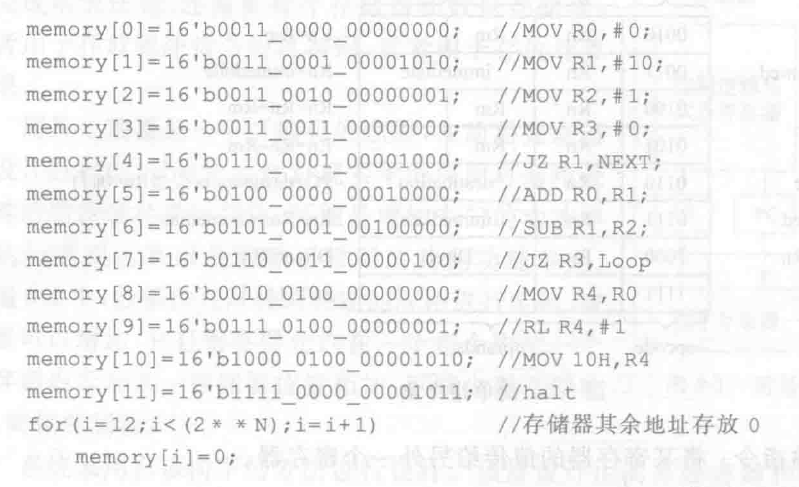 memory[0]=16'b0011_0000_00000000; //MOV R0,#0;
memory[1]=16'b0011_0001_00001010; //MOV R1,#10;
memory[2]=16'b0011_0010_00000001; //MOV R2,#1;
memory[3]=16'b0011_0011_00000000; //MOV R3,#0;
memory[4]=16'b0110_0001_00001000; //JZ R1,NEXT;
memory[5]=16'b0100_0000_00010000; //ADD R0,R1;
memory[6]=16'b0101_0001_00100000; //SUB R1,R2;
memory[7]=16'b0110_0011_00000100; //JZ R3,Loop
memory[8]=16'b0010_0100_00000000; //MOV R4,R0
memory[9]=16'b0111_0100_00000001; //RL R4,#1
memory[10]=16'b1000_0100_00001010; //MOV 10H,R4
memory[11]=16'b1111_0000_00001011; //halt
for(i=12;i<(2**N);i=i+1) //存储器其余地址存放 0
memory[i]=0;